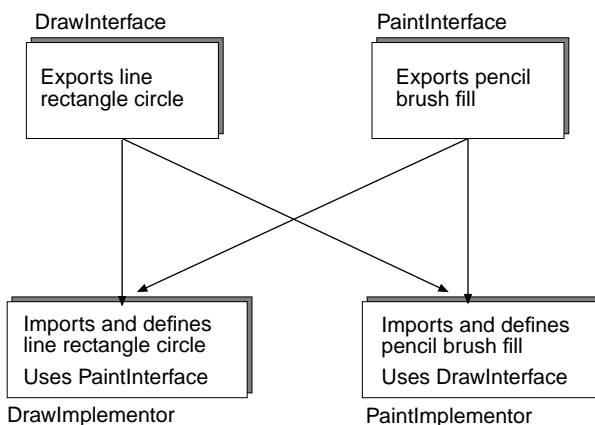 DrawInterface
PaintInterface
Exports line
rectangle circle
Exports pencil
brush fill
Imports and defines
line rectangle circle
Uses PaintInterface
Imports and defines
pencil brush fill
Uses DrawInterface
DrawImplementor
PaintImplementor